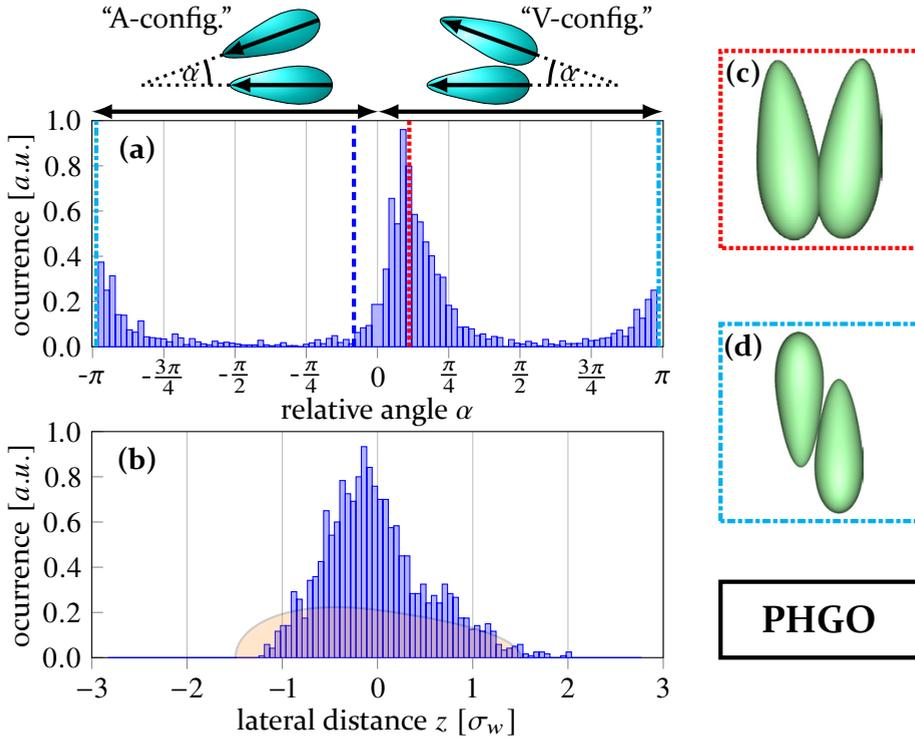 “A-config.” “V-config.”
α α
(a)
ocurrence [a.u.]
1.0
0.8
0.6
0.4
0.2
0.0
-π -3π/4 -π/2 -π/4 0 π/4 π/2 3π/4 π
relative angle α
(b)
ocurrence [a.u.]
1.0
0.8
0.6
0.4
0.2
0.0
−3 −2 −1 0 1 2 3
lateral distance z [σw]
(c)
(d)
PHGO